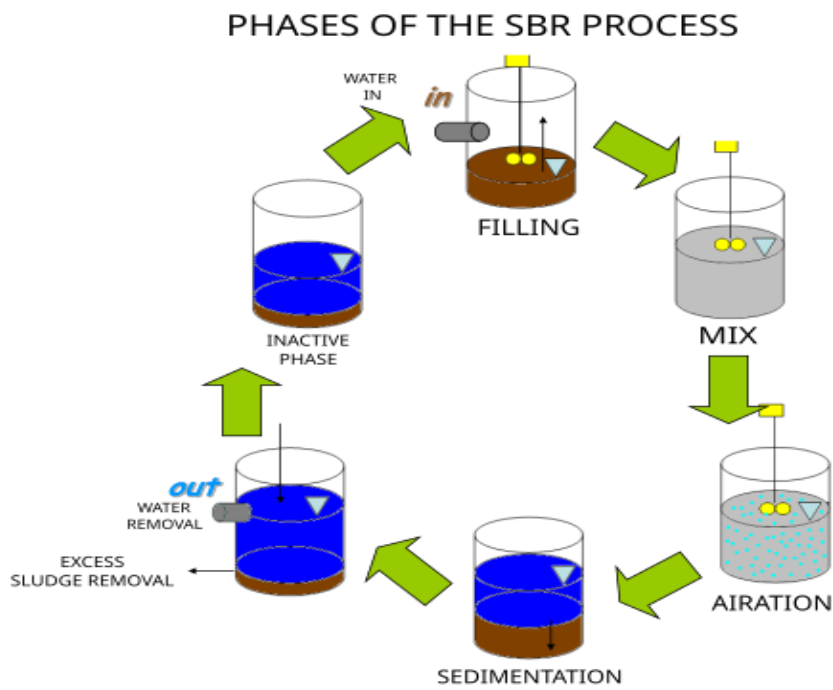 PHASES OF THE SBR PROCESS
WATER
IN
in
FILLING
MIX
AIRATION
SEDIMENTATION
out
WATER
REMOVAL
EXCESS
SLUDGE REMOVAL
INACTIVE
PHASE